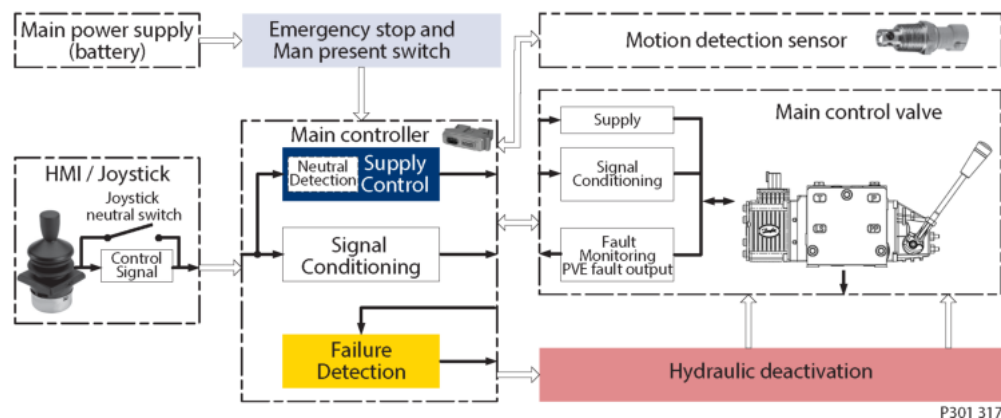 Main power supply
(battery)
Emergency stop and
Man present switch
Motion detection sensor
Main controller
Neutral
Detection
Supply
Control
HMI / Joystick
Joystick
neutral switch
Control
Signal
Signal
Conditioning
Failure
Detection
Main control valve
Supply
Signal
Conditioning
Fault
Monitoring
PVE fault output
T
P
LS
PP
Hydraulic deactivation
P301 317